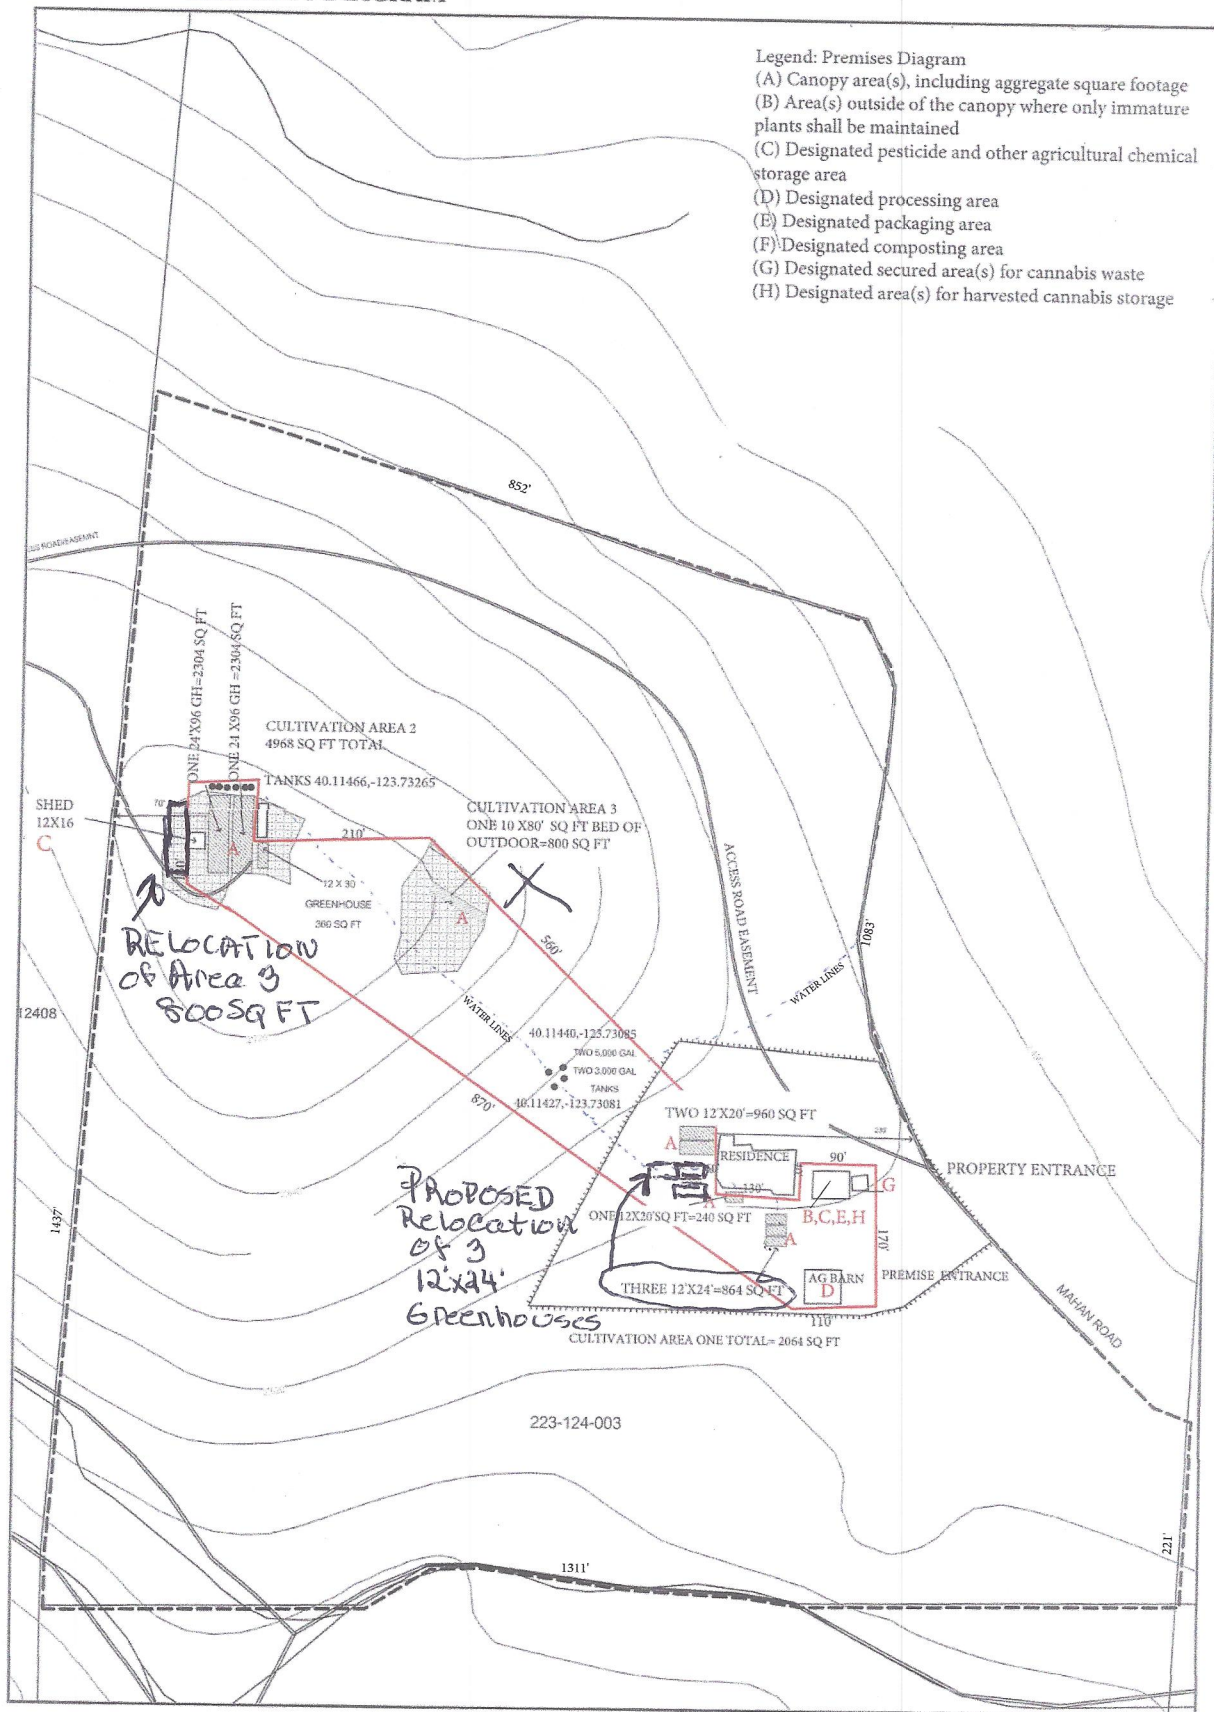 Legend: Premises Diagram
(A) Canopy area(s), including aggregate square footage
(B) Area(s) outside of the canopy where only immature
plants shall be maintained
(C) Designated pesticide and other agricultural chemical
storage area
(D) Designated processing area
(E) Designated packaging area
(F) Designated composting area
(G) Designated secured area(s) for cannabis waste
(H) Designated area(s) for harvested cannabis storage
852'
ONE 24'X96 GH=2304 SQ FT
ONE 24 X96 GH =2304 SQ FT
CULTIVATION AREA 2
4968 SQ FT TOTAL
TANKS 40.11466,-123.73265
SHED
12X16
C
70'
A
210'
CULTIVATION AREA 3
ONE 10 X80' SQ FT BED OF
OUTDOOR=800 SQ FT
A
X
12 X 30
GREENHOUSE
360 SQ FT
RELOCATION
of Area 3
800SQ FT
12408
560'
ACCESS ROAD EASEMENT
1083'
WATER LINES
WATER LINES
40.11440,-123.73085
TWO 5,000 GAL
TWO 3,000 GAL
TANKS
40.11427,-123.73081
870'
TWO 12'X20'=960 SQ FT
A
RESIDENCE
130'
90'
PROPERTY ENTRANCE
G
B,C,E,H
A
ONE 12X20'SQ FT=240 SQ FT
A
170'
PROPOSED
Relocation
of 3
12'x24'
Greenhouses
THREE 12'X24'=864 SQ FT
AG BARN
D
PREMISE ENTRANCE
110'
CULTIVATION AREA ONE TOTAL= 2064 SQ FT
MAHAN ROAD
1437'
223-124-003
221'
1311'